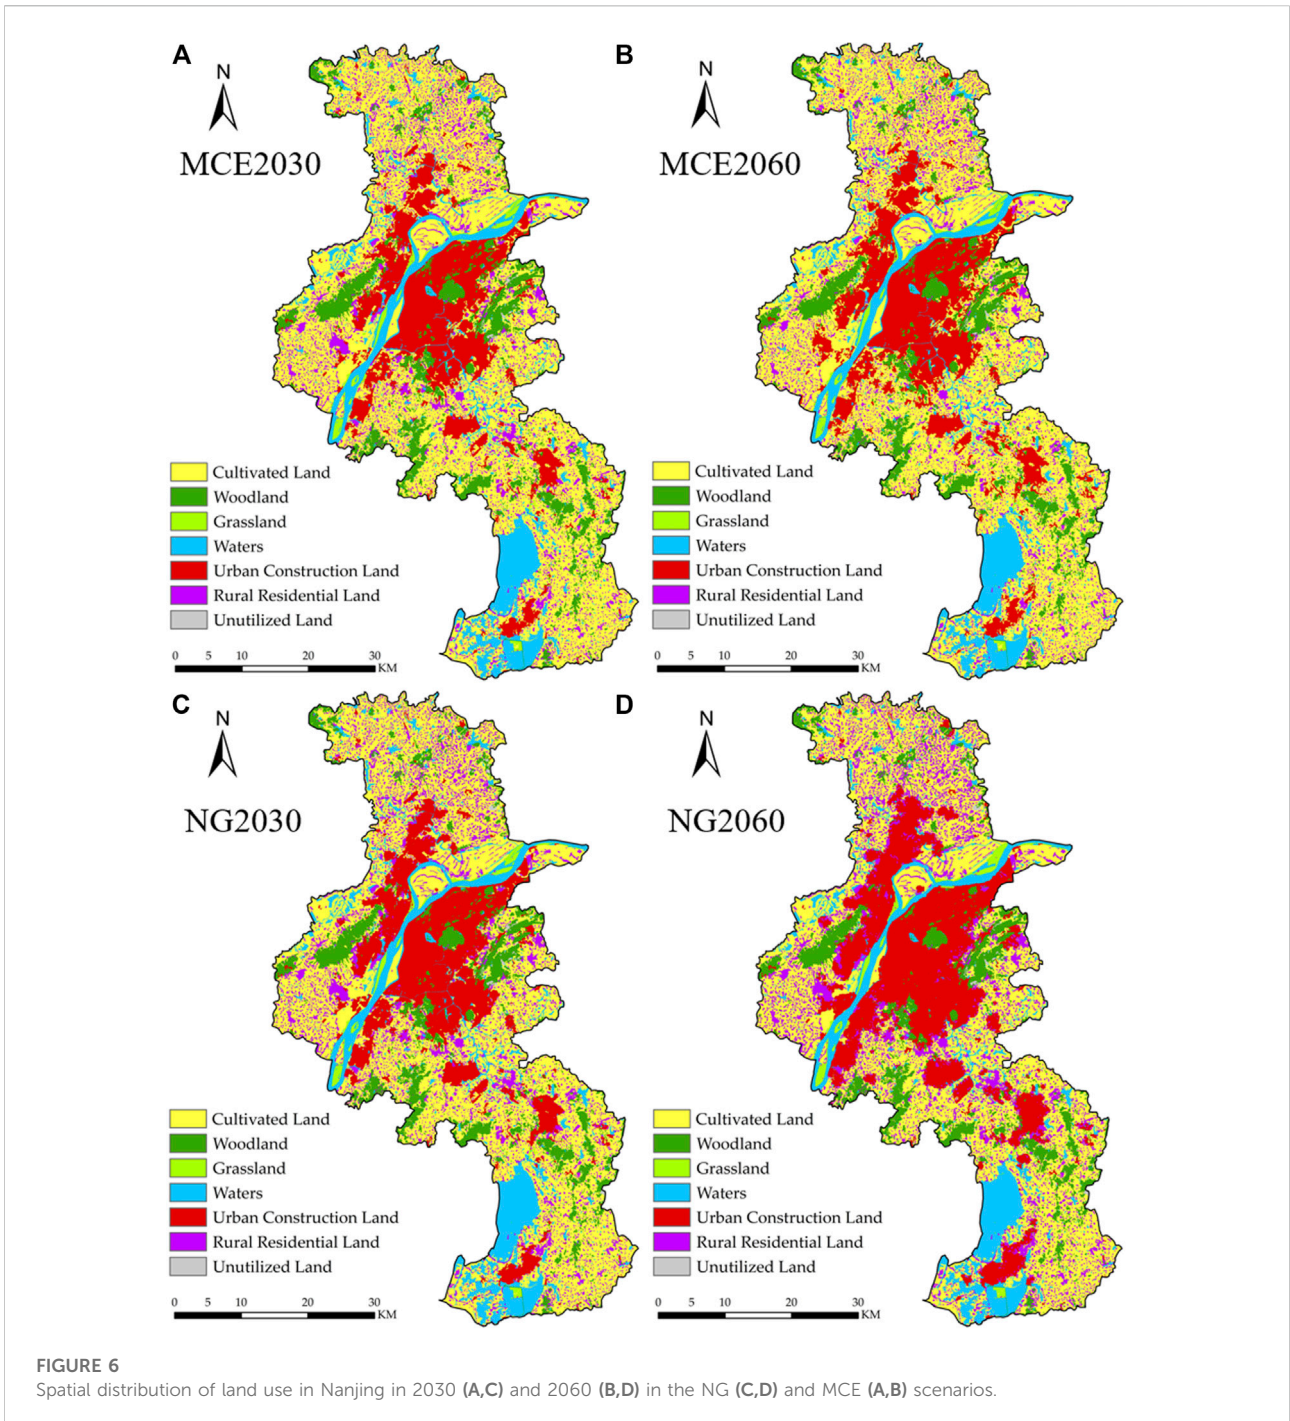 A
N
MCE2030
Cultivated Land
Woodland
Grassland
Waters
Urban Construction Land
Rural Residential Land
Unutilized Land
0 5 10 20 30
KM
B
N
MCE2060
Cultivated Land
Woodland
Grassland
Waters
Urban Construction Land
Rural Residential Land
Unutilized Land
0 5 10 20 30
KM
C
N
NG2030
Cultivated Land
Woodland
Grassland
Waters
Urban Construction Land
Rural Residential Land
Unutilized Land
0 5 10 20 30
KM
D
N
NG2060
Cultivated Land
Woodland
Grassland
Waters
Urban Construction Land
Rural Residential Land
Unutilized Land
0 5 10 20 30
KM
FIGURE 6
Spatial distribution of land use in Nanjing in 2030 (A,C) and 2060 (B,D) in the NG (C,D) and MCE (A,B) scenarios.